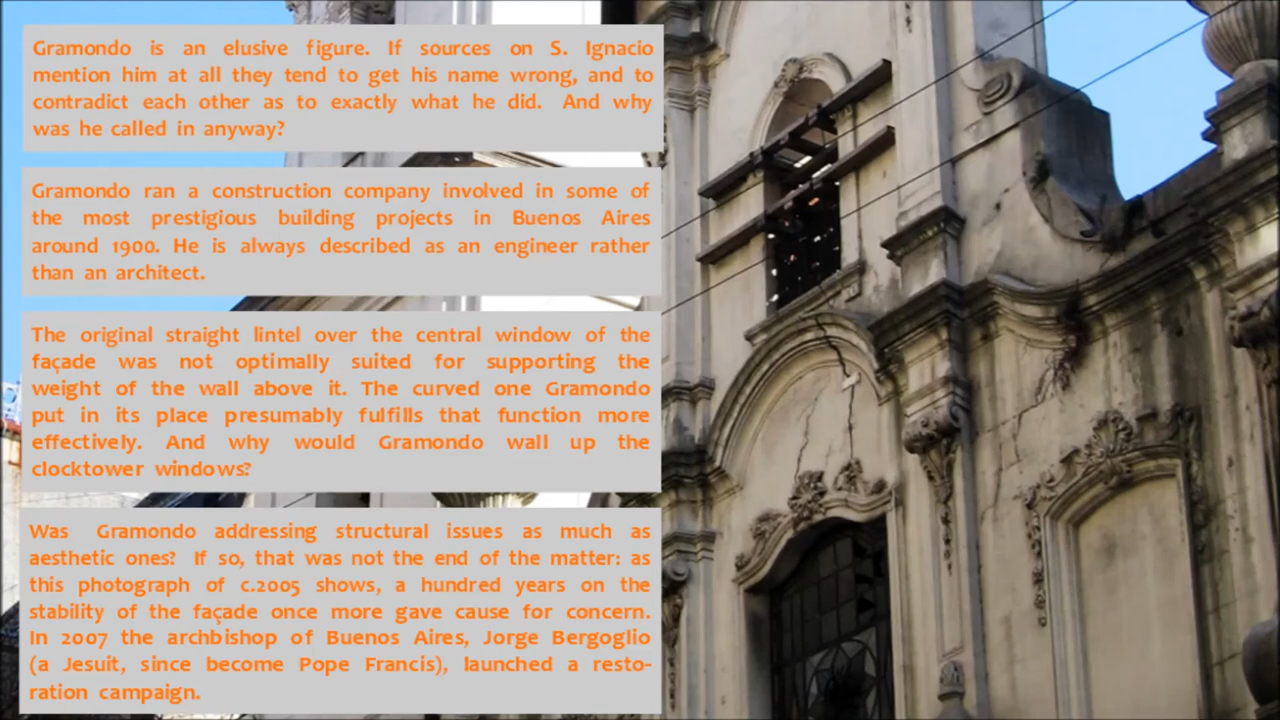 Gramondo is an elusive figure. If sources on S. Ignacio
mention him at all they tend to get his name wrong, and to
contradict each other as to exactly what he did. And why
was he called in anyway?
Gramondo ran a construction company involved in some of
the most prestigious building projects in Buenos Aires
around 1900. He is always described as an engineer rather
than an architect.
The original straight lintel over the central window of the
façade was not optimally suited for supporting the
weight of the wall above it. The curved one Gramondo
put in its place presumably fulfills that function more
effectively. And why would Gramondo wall up the
clocktower windows?
Was Gramondo addressing structural issues as much as
aesthetic ones? If so, that was not the end of the matter: as
this photograph of c.2005 shows, a hundred years on the
stability of the façade once more gave cause for concern.
In 2007 the archbishop of Buenos Aires, Jorge Bergoglio
(a Jesuit, since become Pope Francis), launched a resto-
ration campaign.